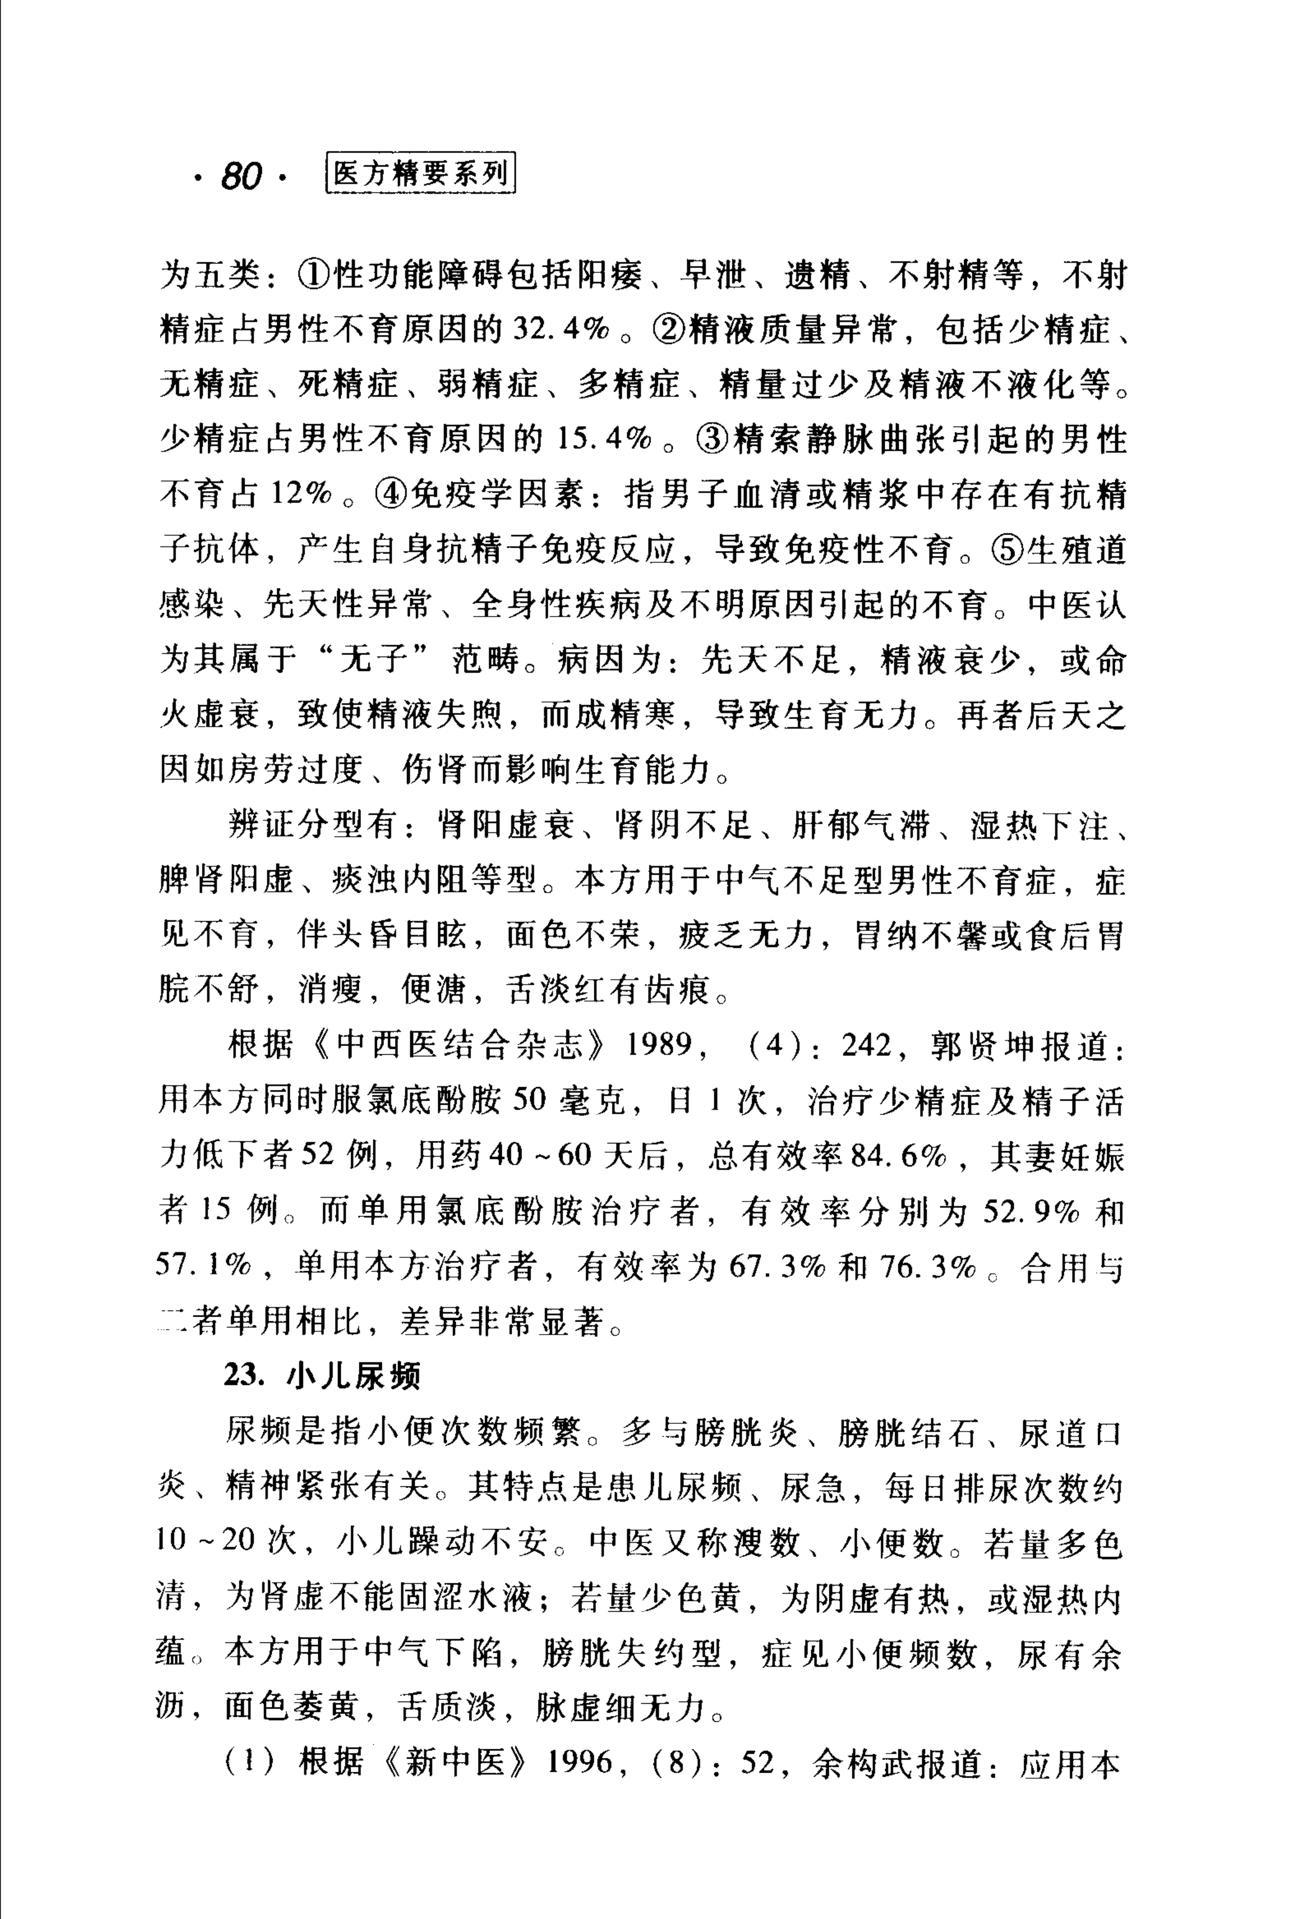 ·80· 医方精要系列
为五类：①性功能障碍包括阳痿、早泄、遗精、不射精等，不射
精症占男性不育原因的 32.4%。②精液质量异常，包括少精症、
无精症、死精症、弱精症、多精症、精量过少及精液不液化等。
少精症占男性不育原因的 15.4%。③精索静脉曲张引起的男性
不育占 12%。④免疫学因素：指男子血清或精浆中存在有抗精
子抗体，产生自身抗精子免疫反应，导致免疫性不育。⑤生殖道
感染、先天性异常、全身性疾病及不明原因引起的不育。中医认
为其属于“无子”范畴。病因为：先天不足，精液衰少，或命
火虚衰，致使精液失煦，而成精寒，导致生育无力。再者后天之
因如房劳过度、伤肾而影响生育能力。
辨证分型有：肾阳虚衰、肾阴不足、肝郁气滞、湿热下注、
脾肾阳虚、痰浊内阻等型。本方用于中气不足型男性不育症，症
见不育，伴头昏目眩，面色不荣，疲乏无力，胃纳不馨或食后胃
脘不舒，消瘦，便溏，舌淡红有齿痕。
根据《中西医结合杂志》1989，（4）：242，郭贤坤报道：
用本方同时服氯底酚胺 50 毫克，日 1 次，治疗少精症及精子活
力低下者 52 例，用药 40～60 天后，总有效率 84.6%，其妻妊娠
者 15 例。而单用氯底酚胺治疗者，有效率分别为 52.9% 和
57.1%，单用本方治疗者，有效率为 67.3% 和 76.3%。合用与
二者单用相比，差异非常显著。
23. 小儿尿频
尿频是指小便次数频繁。多与膀胱炎、膀胱结石、尿道口
炎、精神紧张有关。其特点是患儿尿频、尿急，每日排尿次数约
10～20 次，小儿躁动不安。中医又称溲数、小便数。若量多色
清，为肾虚不能固涩水液；若量少色黄，为阴虚有热，或湿热内
蕴。本方用于中气下陷，膀胱失约型，症见小便频数，尿有余
沥，面色萎黄，舌质淡，脉虚细无力。
（1）根据《新中医》1996，（8）：52，余构武报道：应用本